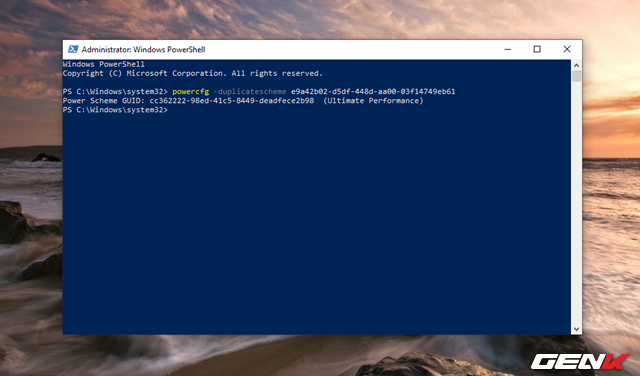 Administrator: Windows PowerShell
Windows PowerShell
Copyright (C) Microsoft Corporation. All rights reserved.
PS C:\Windows\system32> powercfg -duplicatescheme e9a42b02-d5df-448d-aa00-03f14749eb61
Power Scheme GUID: cc362222-98ed-41c5-8449-deadfece2b98  (Ultimate Performance)
PS C:\Windows\system32>
GENK